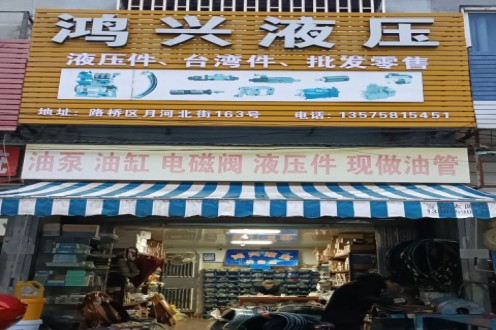 鸿兴液压
液压件、台湾件、批发零售
地址：路桥区月河北街163号 电话：13575815451
油泵 油缸 电磁阀 液压件 现做油管